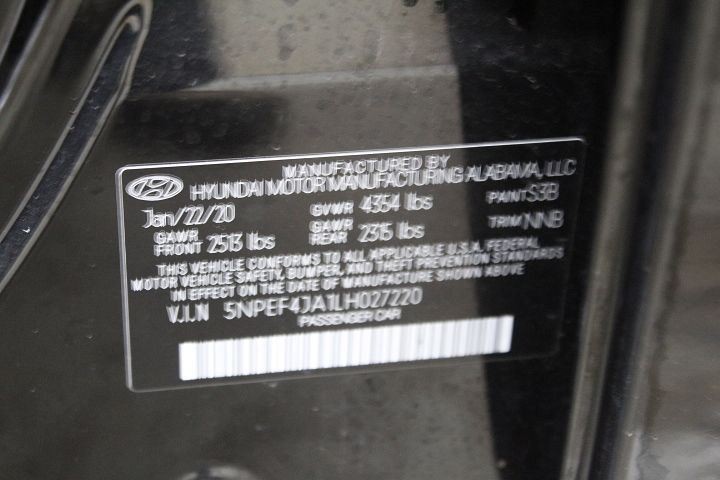 MANUFACTURED BY
HYUNDAI MOTOR MANUFACTURING ALABAMA, LLC
Jan/22/20 GVWR 4354 lbs PAINT S3B
GAWR FRONT 2513 lbs GAWR REAR 2315 lbs TRIM NNB
THIS VEHICLE CONFORMS TO ALL APPLICABLE U.S.A. FEDERAL
MOTOR VEHICLE SAFETY, BUMPER, AND THEFT PREVENTION STANDARDS
IN EFFECT ON THE DATE OF MANUFACTURE SHOWN ABOVE
V.I.N 5NPEF4JA1LH027220
PASSENGER CAR